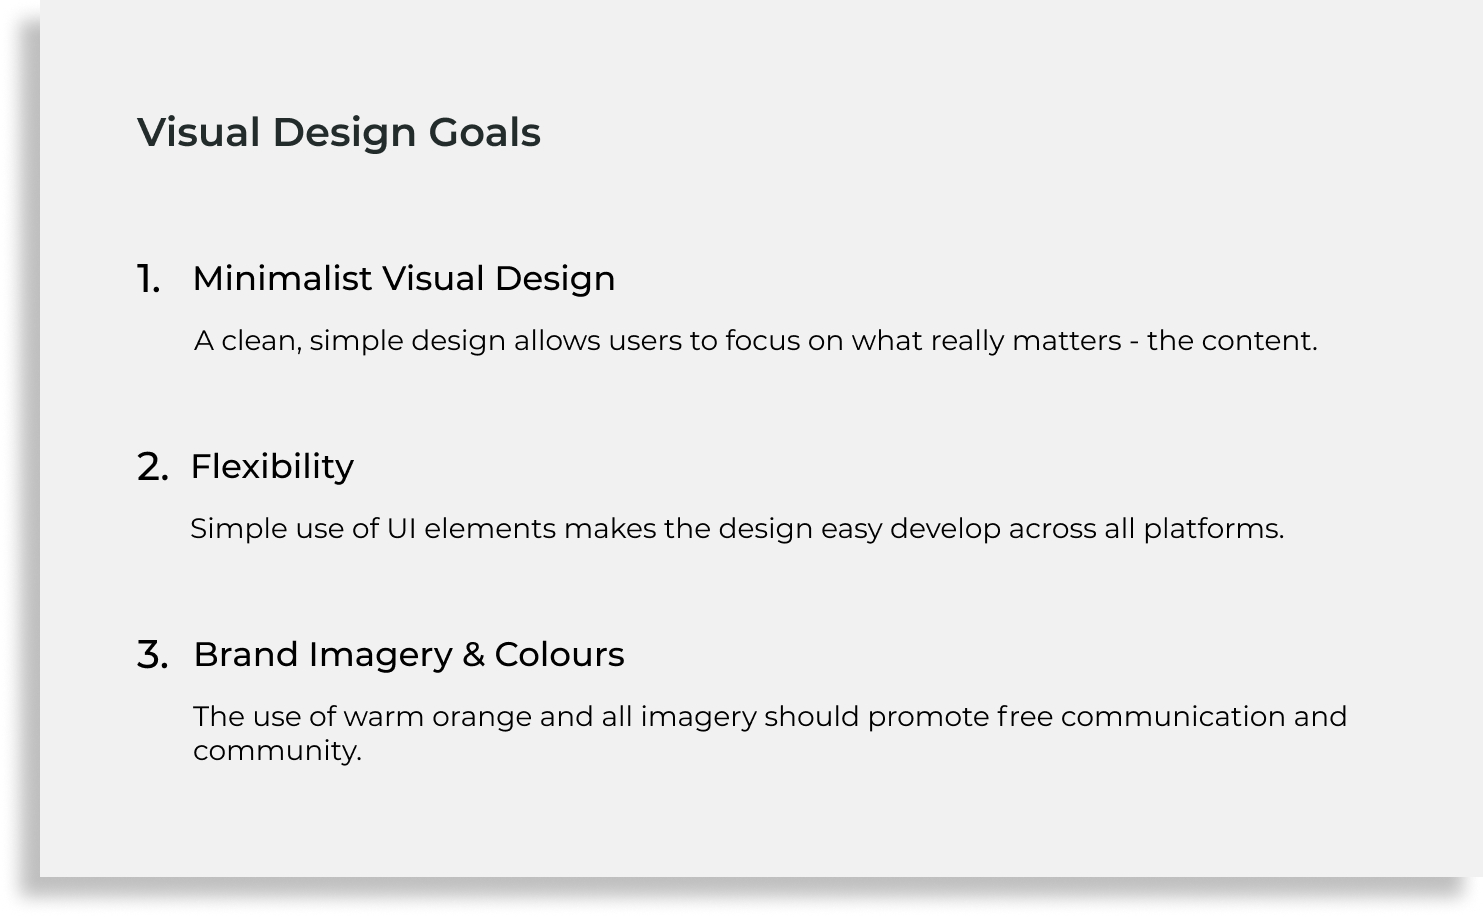 Visual Design Goals
1. Minimalist Visual Design
A clean, simple design allows users to focus on what really matters - the content.
2. Flexibility
Simple use of UI elements makes the design easy develop across all platforms.
3. Brand Imagery & Colours
The use of warm orange and all imagery should promote free communication and
community.